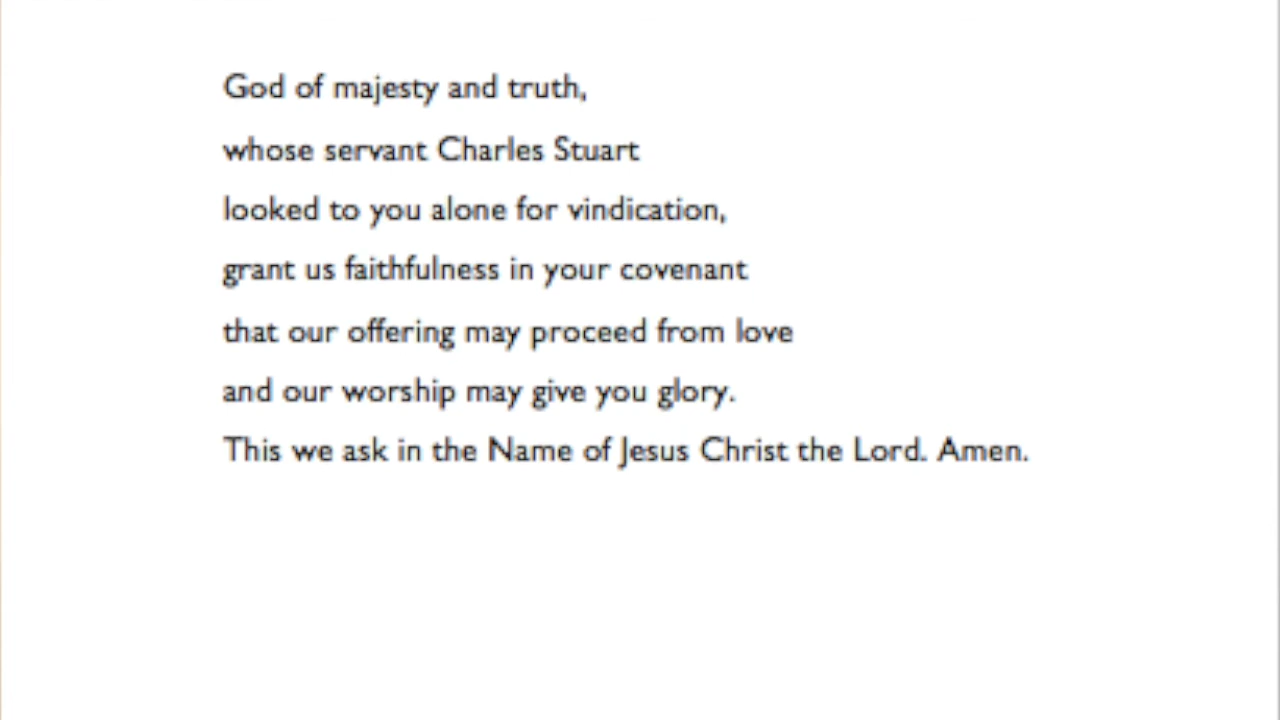 God of majesty and truth,
whose servant Charles Stuart
looked to you alone for vindication,
grant us faithfulness in your covenant
that our offering may proceed from love
and our worship may give you glory.
This we ask in the Name of Jesus Christ the Lord. Amen.